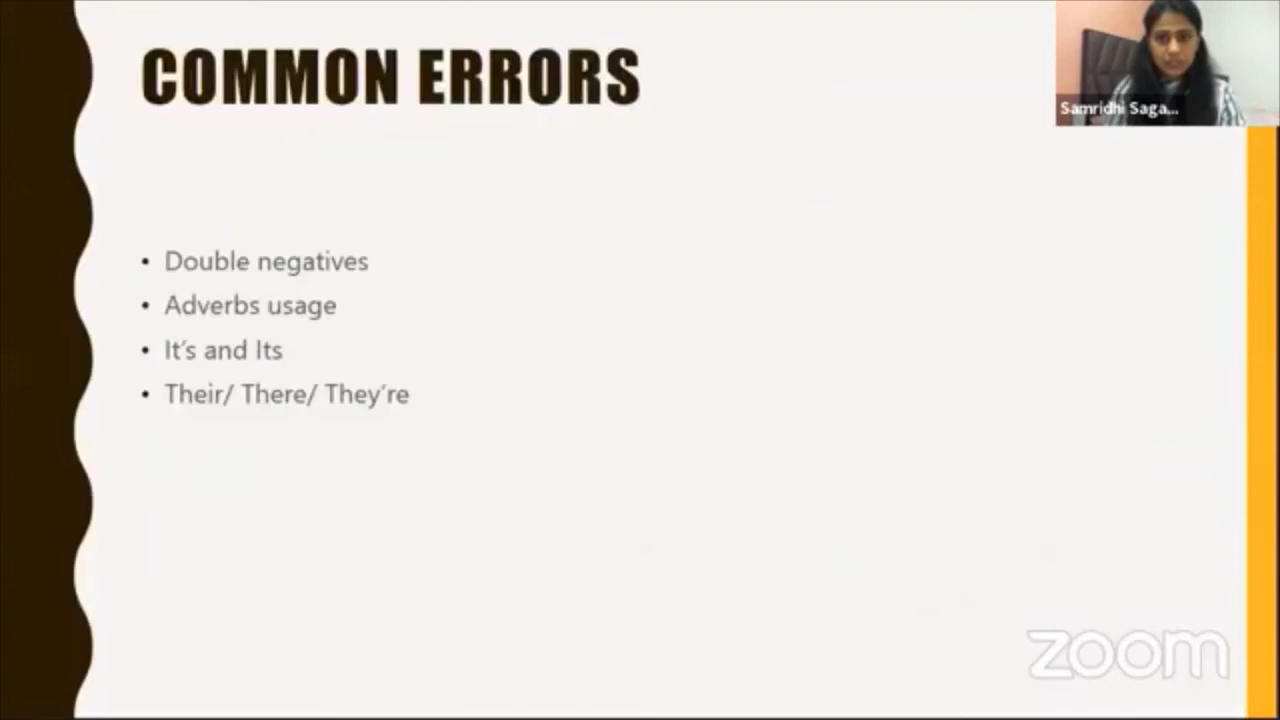 COMMON ERRORS
Samridhi Saga...
• Double negatives
• Adverbs usage
• It's and Its
• Their/ There/ They're
zoom